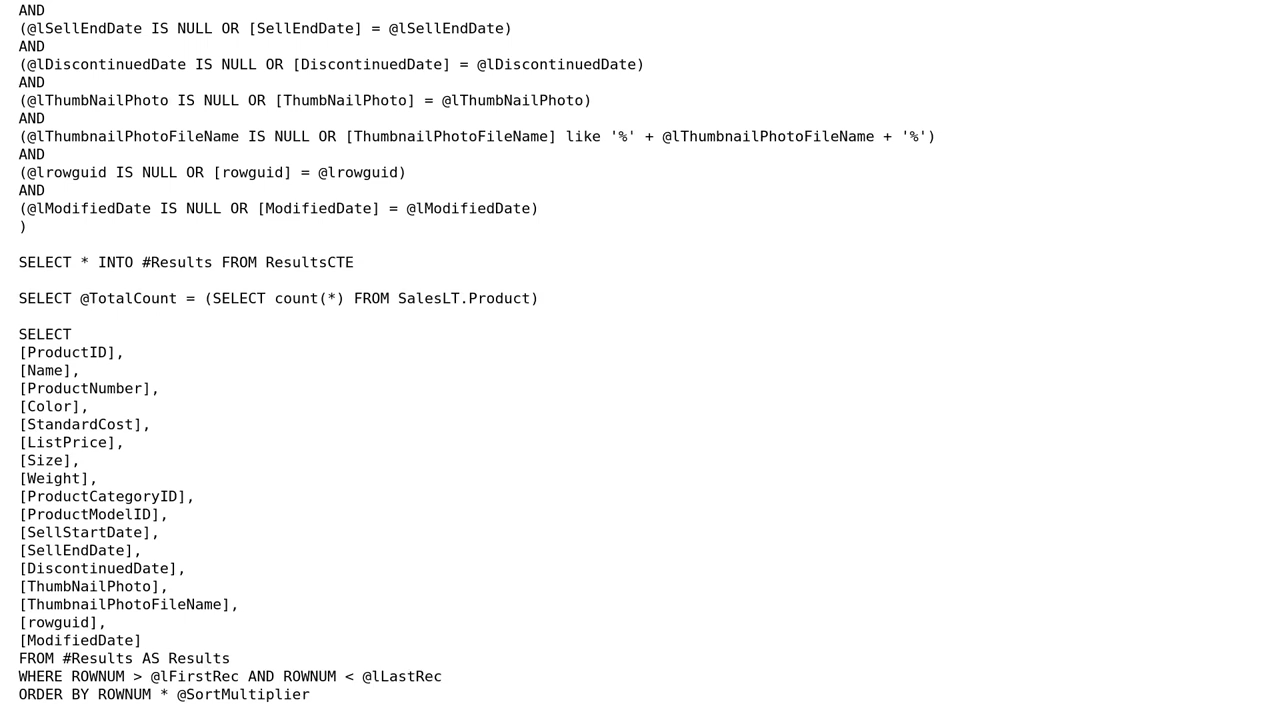 AND
(@lSellEndDate IS NULL OR [SellEndDate] = @lSellEndDate)
AND
(@lDiscontinuedDate IS NULL OR [DiscontinuedDate] = @lDiscontinuedDate)
AND
(@lThumbNailPhoto IS NULL OR [ThumbNailPhoto] = @lThumbNailPhoto)
AND
(@lThumbnailPhotoFileName IS NULL OR [ThumbnailPhotoFileName] like '%' + @lThumbnailPhotoFileName + '%')
AND
(@lrowguid IS NULL OR [rowguid] = @lrowguid)
AND
(@lModifiedDate IS NULL OR [ModifiedDate] = @lModifiedDate)
)
SELECT * INTO #Results FROM ResultsCTE
SELECT @TotalCount = (SELECT count(*) FROM SalesLT.Product)
SELECT
[ProductID],
[Name],
[ProductNumber],
[Color],
[StandardCost],
[ListPrice],
[Size],
[Weight],
[ProductCategoryID],
[ProductModelID],
[SellStartDate],
[SellEndDate],
[DiscontinuedDate],
[ThumbNailPhoto],
[ThumbnailPhotoFileName],
[rowguid],
[ModifiedDate]
FROM #Results AS Results
WHERE ROWNUM > @lFirstRec AND ROWNUM < @lLastRec
ORDER BY ROWNUM * @SortMultiplier